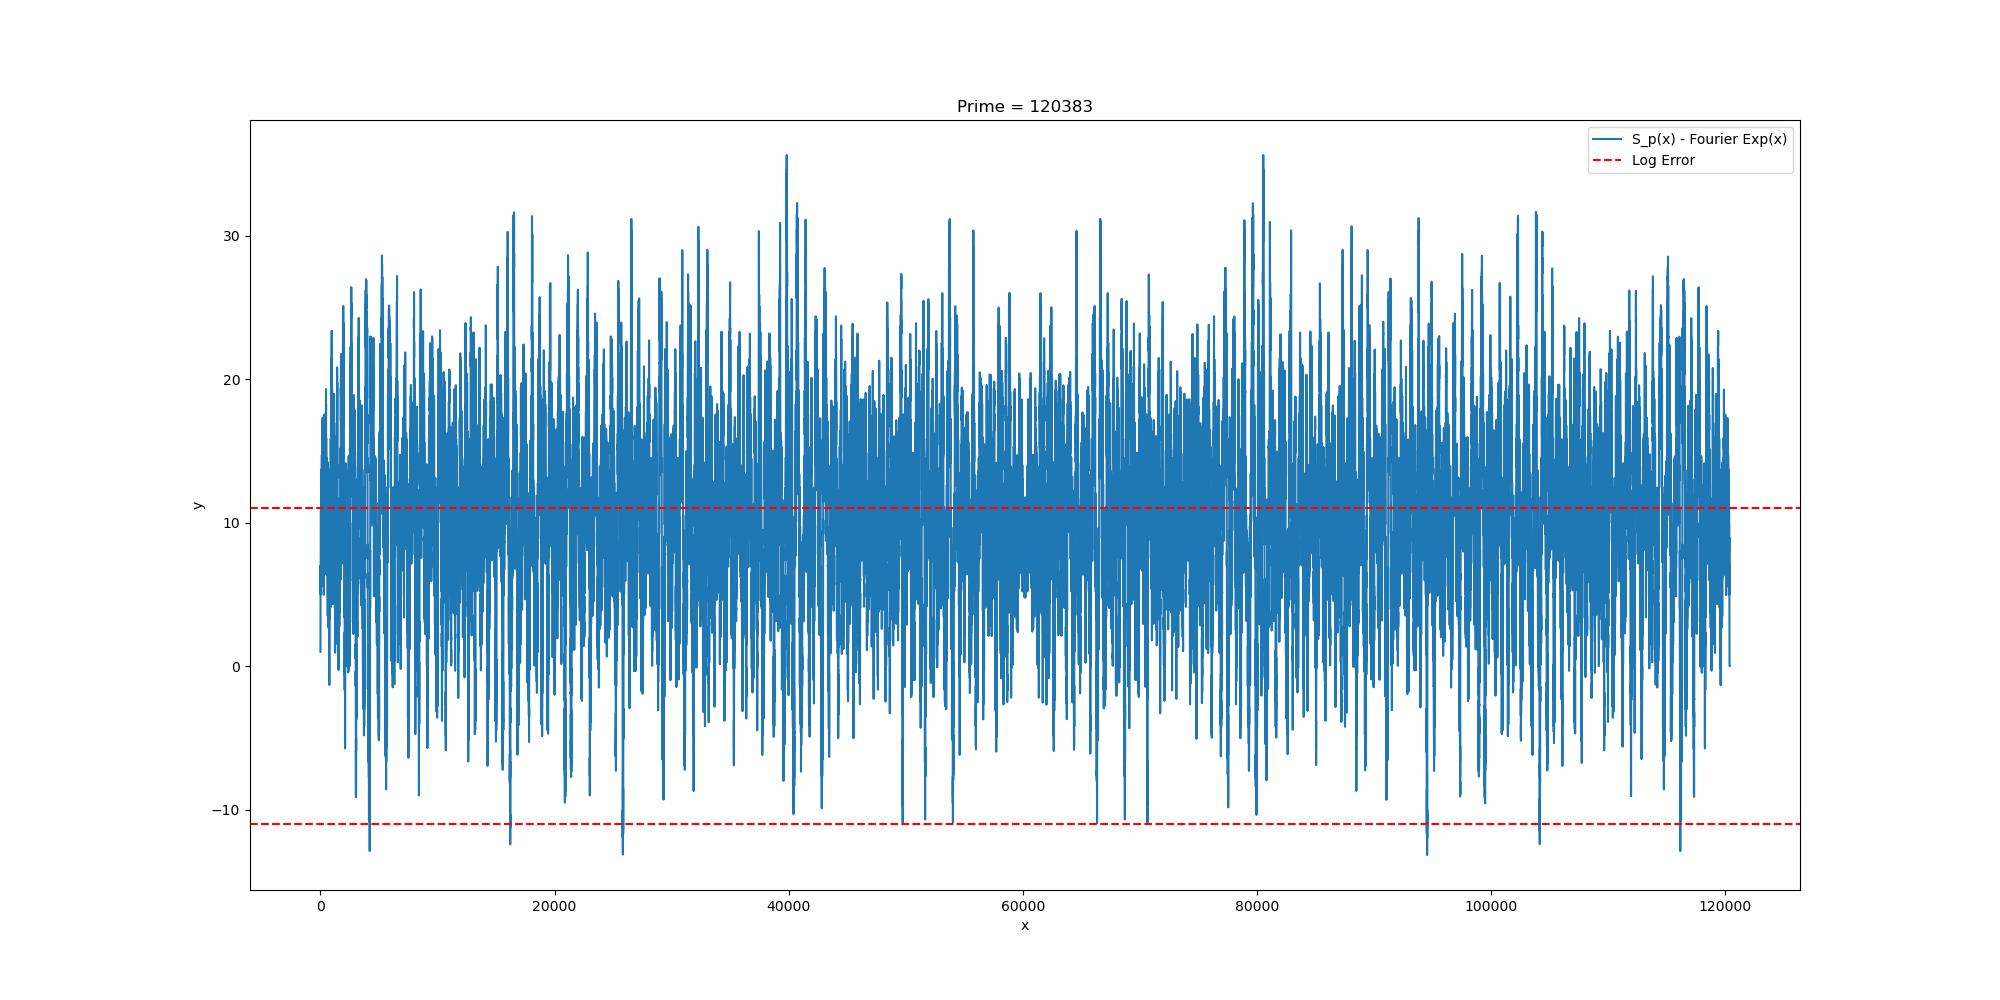 Prime = 120383
S_p(x) - Fourier Exp(x)
Log Error
30
20
10
0
−10
y
0 20000 40000 60000 80000 100000 120000
x